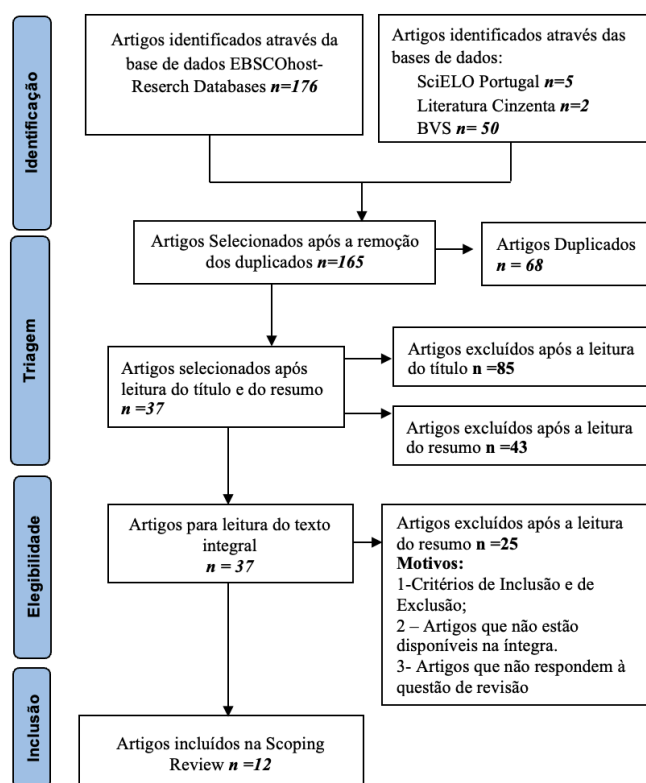 Identificação
Artigos identificados através da
base de dados EBSCOhost-
Reserch Databases n=176
Artigos identificados através das
bases de dados:
SciELO Portugal n=5
Literatura Cinzenta n=2
BVS n= 50
Triagem
Artigos Selecionados após a remoção
dos duplicados n=165
Artigos Duplicados
n = 68
Artigos selecionados após
leitura do título e do resumo
n =37
Artigos excluídos após a leitura
do título n =85
Artigos excluídos após a leitura
do resumo n =43
Elegibilidade
Artigos para leitura do texto
integral
n = 37
Artigos excluídos após a leitura
do resumo n =25
Motivos:
1-Critérios de Inclusão e de
Exclusão;
2 – Artigos que não estão
disponíveis na íntegra.
3- Artigos que não respondem à
questão de revisão
Inclusão
Artigos incluídos na Scoping
Review n =12